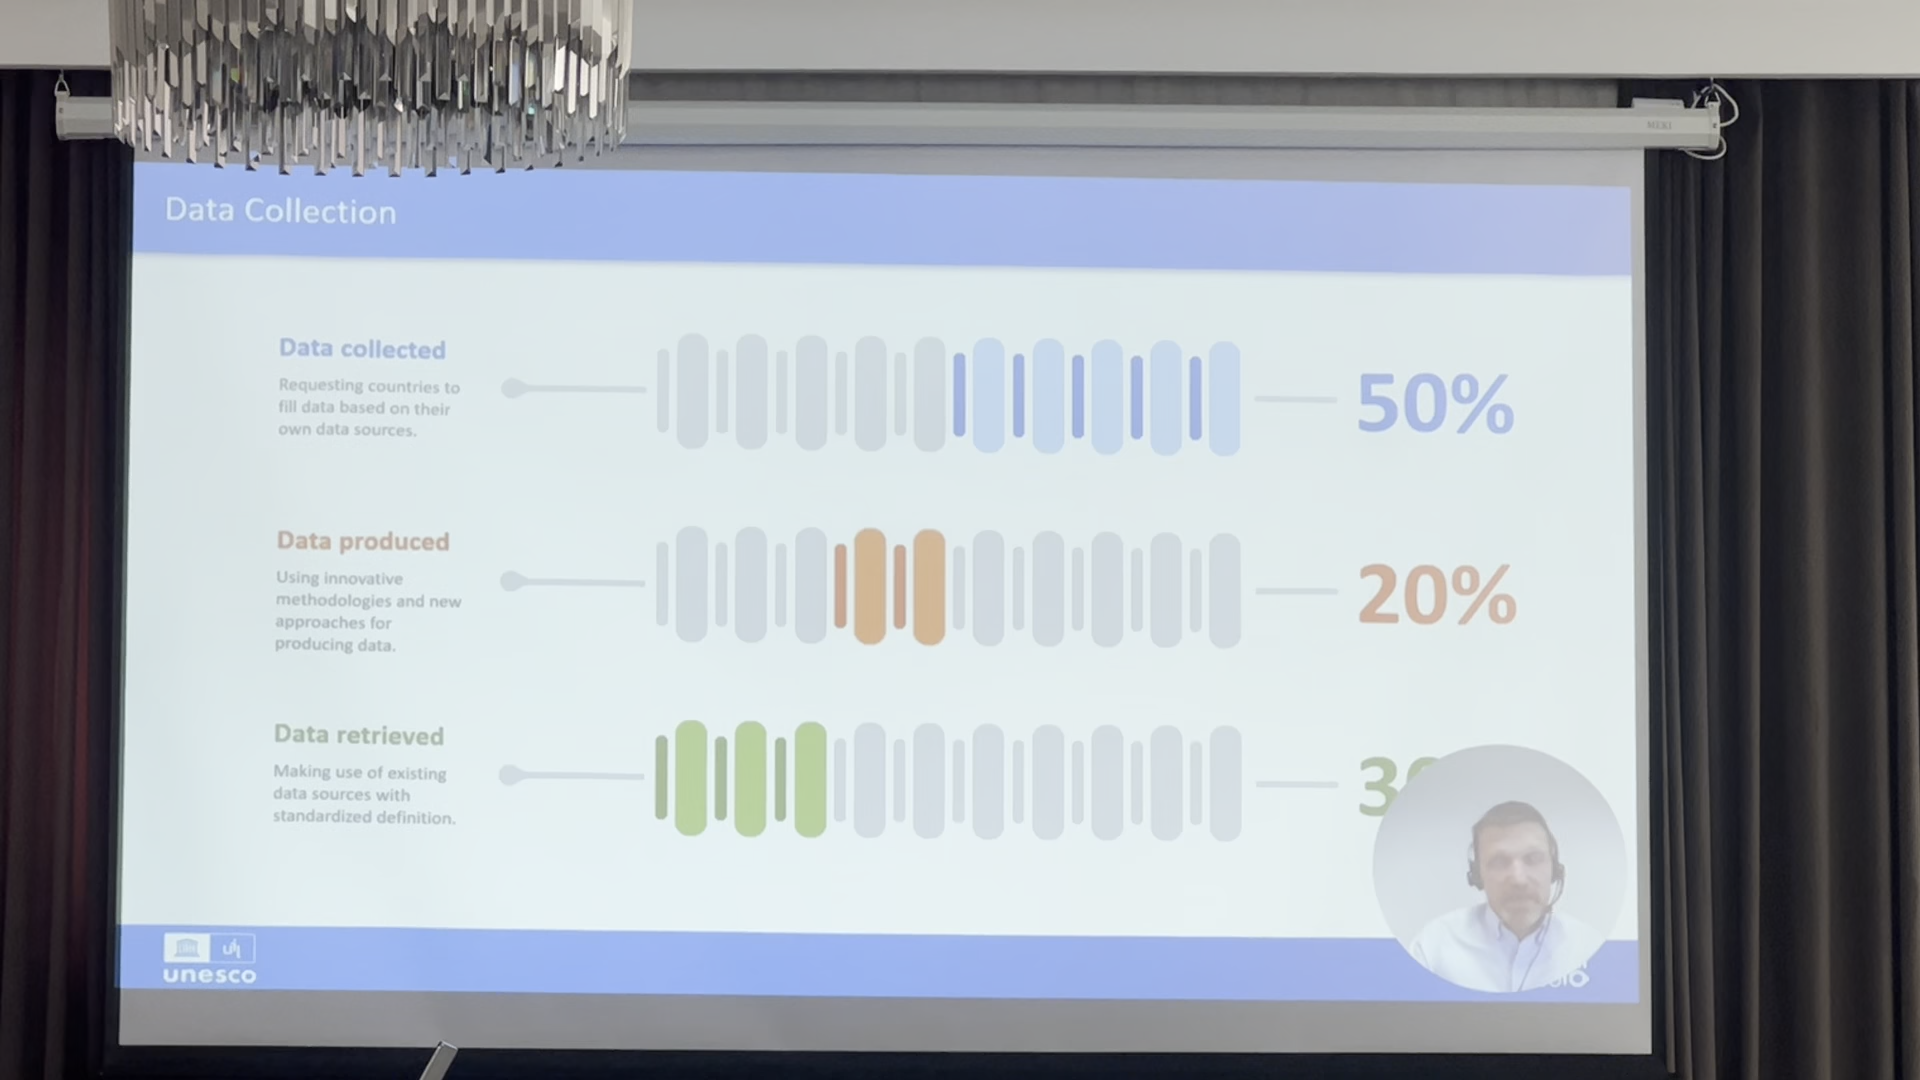 MEKI
Data Collection
Data collected
Requesting countries to
fill data based on their
own data sources.
50%
Data produced
Using innovative
methodologies and new
approaches for
producing data.
20%
Data retrieved
Making use of existing
data sources with
standardized definition.
unesco